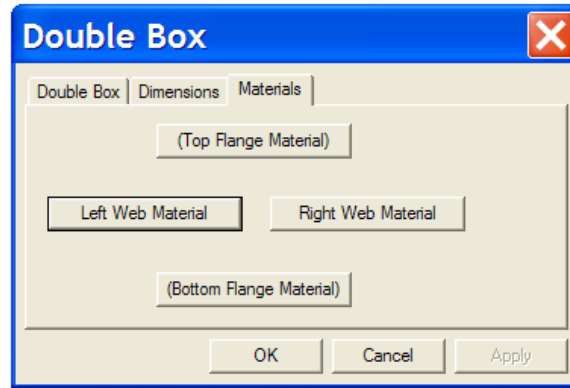 Double Box
Double Box Dimensions Materials
(Top Flange Material)
Left Web Material Right Web Material
(Bottom Flange Material)
OK Cancel Apply